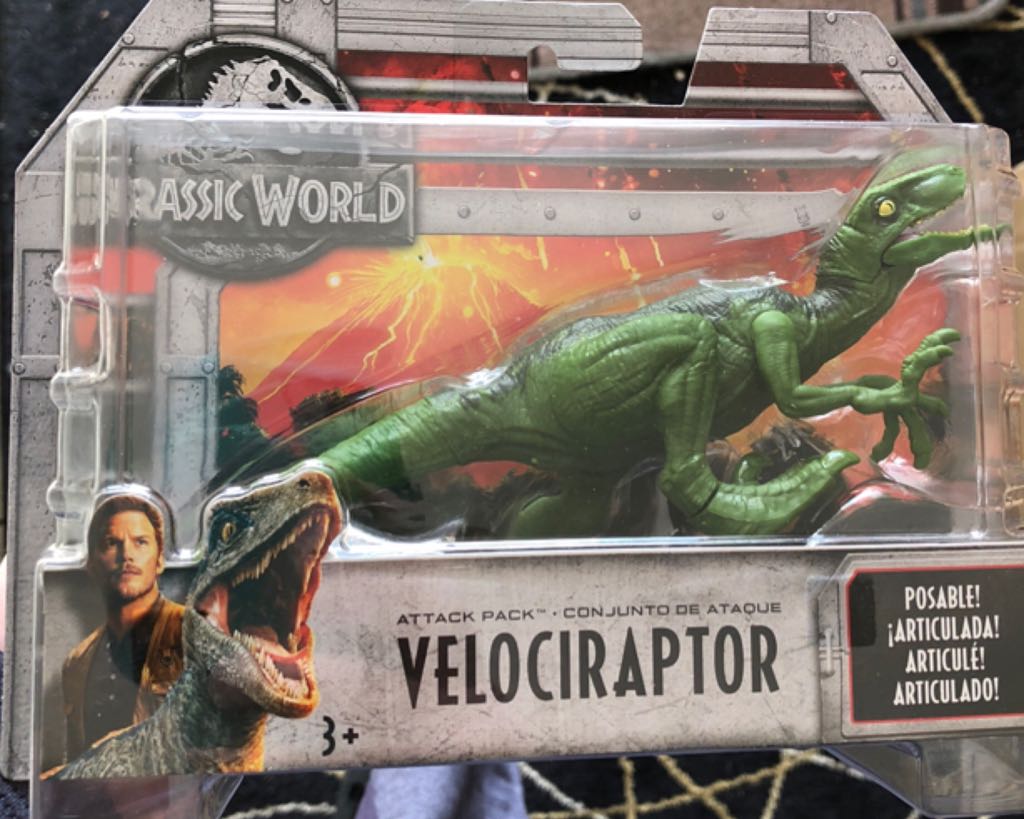 RASSIC WORLD
ATTACK PACK™ • CONJUNTO DE ATAQUE
VELOCIRAPTOR
3+
POSABLE!
¡ARTICULADA!
ARTICULÉ!
ARTICULADO!